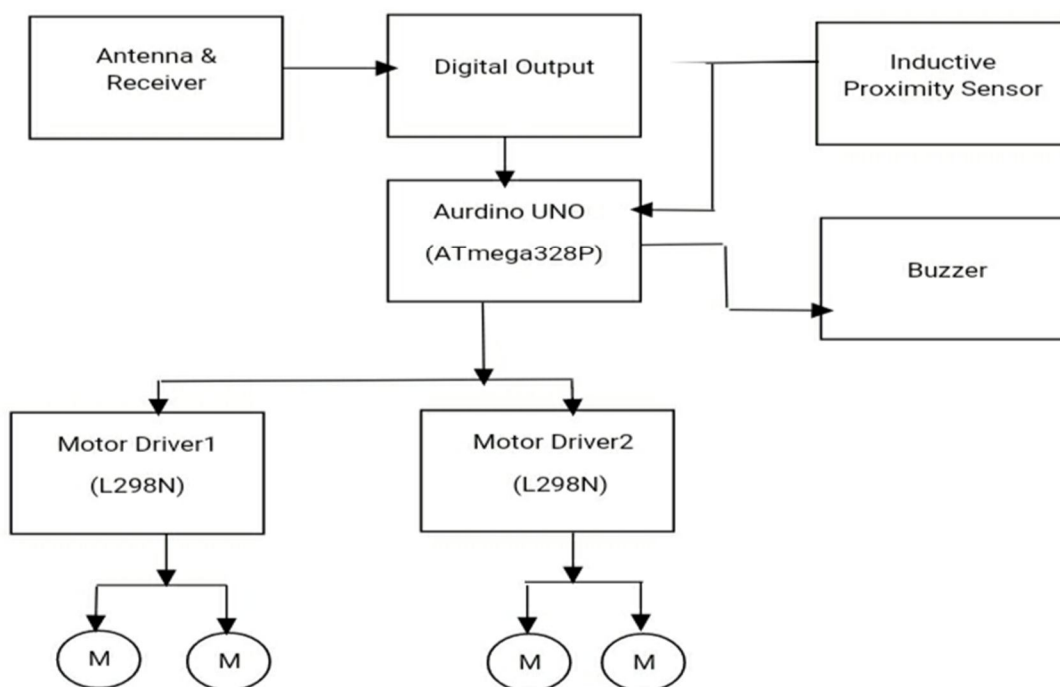 Antenna &
Receiver
Digital Output
Inductive
Proximity Sensor
Aurdino UNO
(ATmega328P)
Buzzer
Motor Driver1
(L298N)
Motor Driver2
(L298N)
M
M
M
M